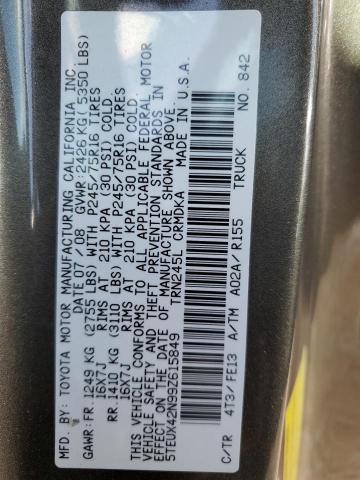 MFD. BY: TOYOTA MOTOR MANUFACTURING CALIFORNIA INC.
DATE 07 / 08 GVWR:2426 KG( 5350 LBS)
GAWR:FR.1249 KG (2755 LBS) WITH P245/75R16 TIRES
16X7J RIMS AT 210 KPA (30 PSI) COLD.
RR.1410 KG (3110 LBS) WITH P245/75R16 TIRES
16X7J RIMS AT 210 KPA (30 PSI) COLD.
THIS VEHICLE CONFORMS TO ALL APPLICABLE FEDERAL MOTOR
VEHICLE SAFETY AND THEFT PREVENTION STANDARDS IN
EFFECT ON THE DATE OF MANUFACTURE SHOWN ABOVE.
5TEUX42N99Z615849 TRN245L CRMDKA MADE IN U.S.A.
C/TR 4T3/FE13 A/TM A02A/R155 TRUCK NO. 842